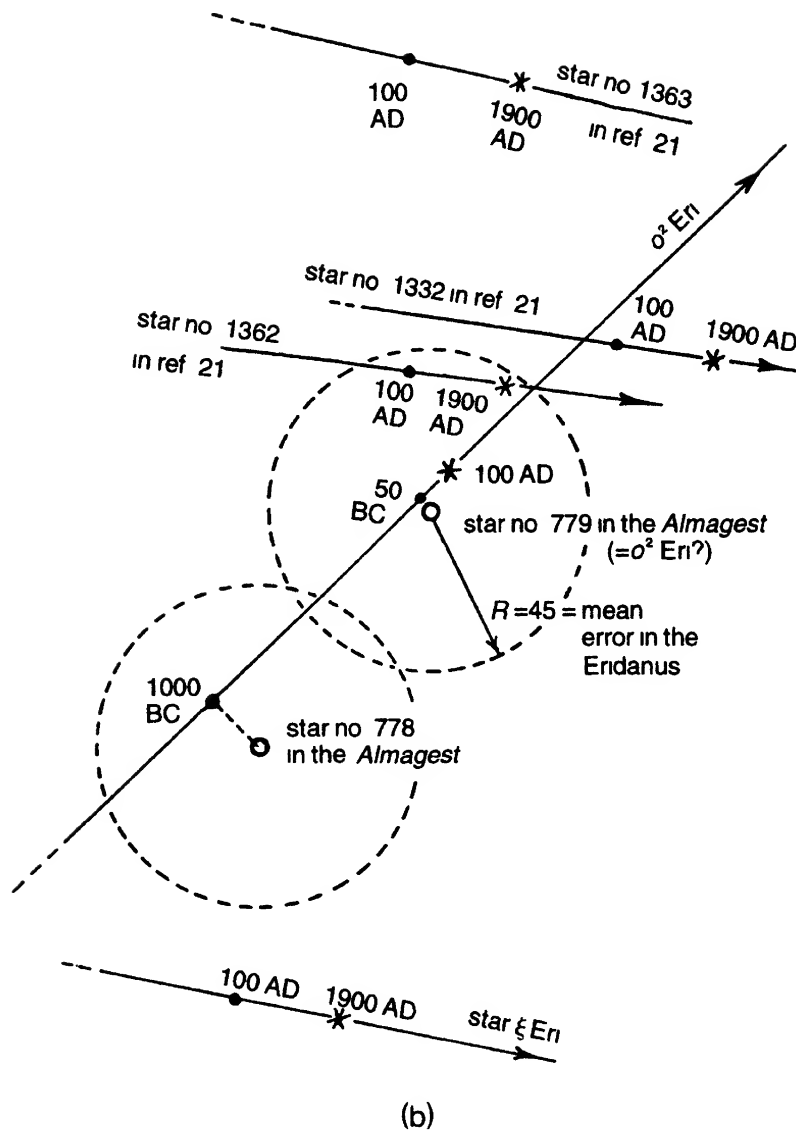 star no 1363
in ref 21
100
AD
1900
AD
o² Eri
star no 1332 in ref 21
100
AD
1900 AD
star no 1362
in ref 21
100
AD
1900
AD
50
BC
100 AD
star no 779 in the Almagest
(=o² Eri?)
R=45 = mean
error in the
Eridanus
1000
BC
star no 778
in the Almagest
100 AD
1900 AD
star ξ Eri
(b)